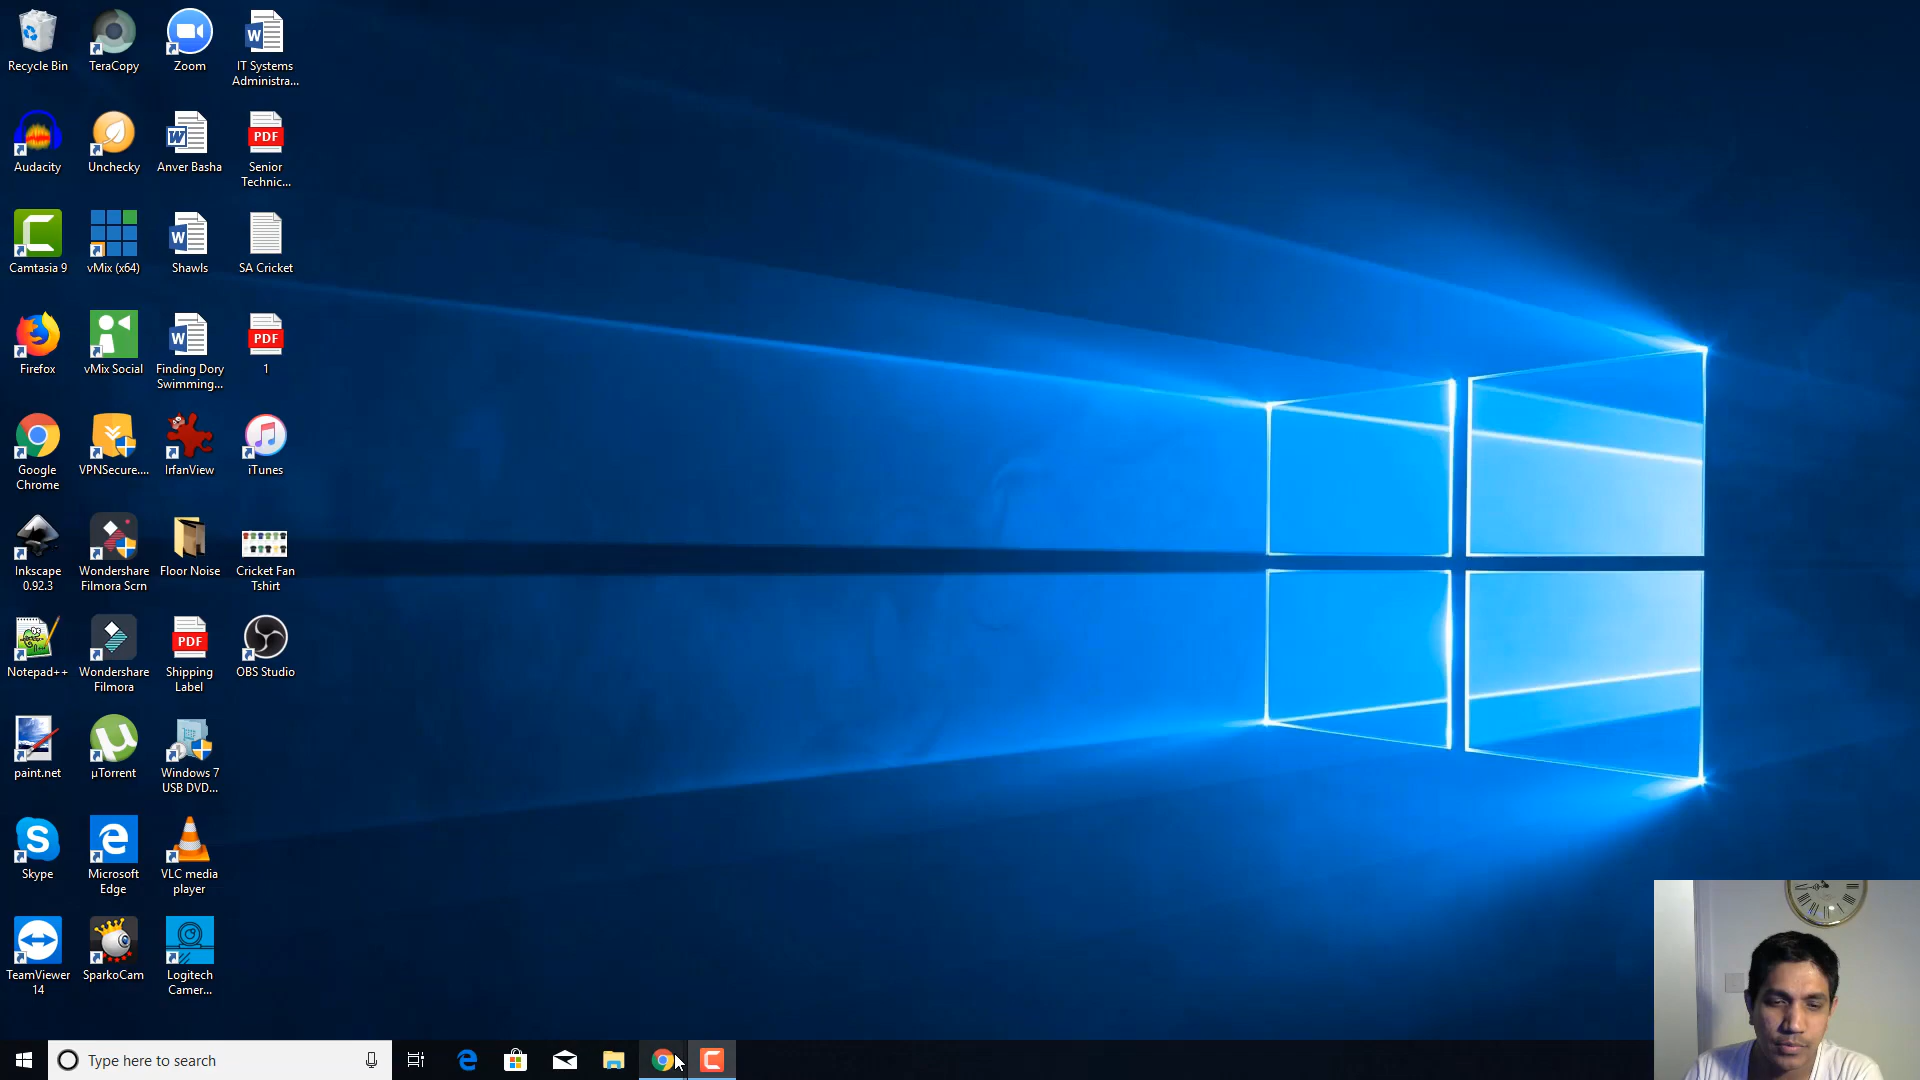 Recycle Bin
TeraCopy
Zoom
IT Systems
Administra...
Audacity
Unchecky
Anver Basha
PDF
Senior
Technic...
Camtasia 9
vMix (x64)
Shawls
SA Cricket
Firefox
vMix Social
Finding Dory
Swimming...
PDF
1
Google
Chrome
VPNSecure....
IrfanView
iTunes
Inkscape
0.92.3
Wondershare
Filmora Scrn
Floor Noise
Cricket Fan
Tshirt
Notepad++
Wondershare
Filmora
PDF
Shipping
Label
OBS Studio
paint.net
µTorrent
Windows 7
USB DVD...
Skype
Microsoft
Edge
VLC media
player
TeamViewer
14
SparkoCam
Logitech
Camer...
Type here to search